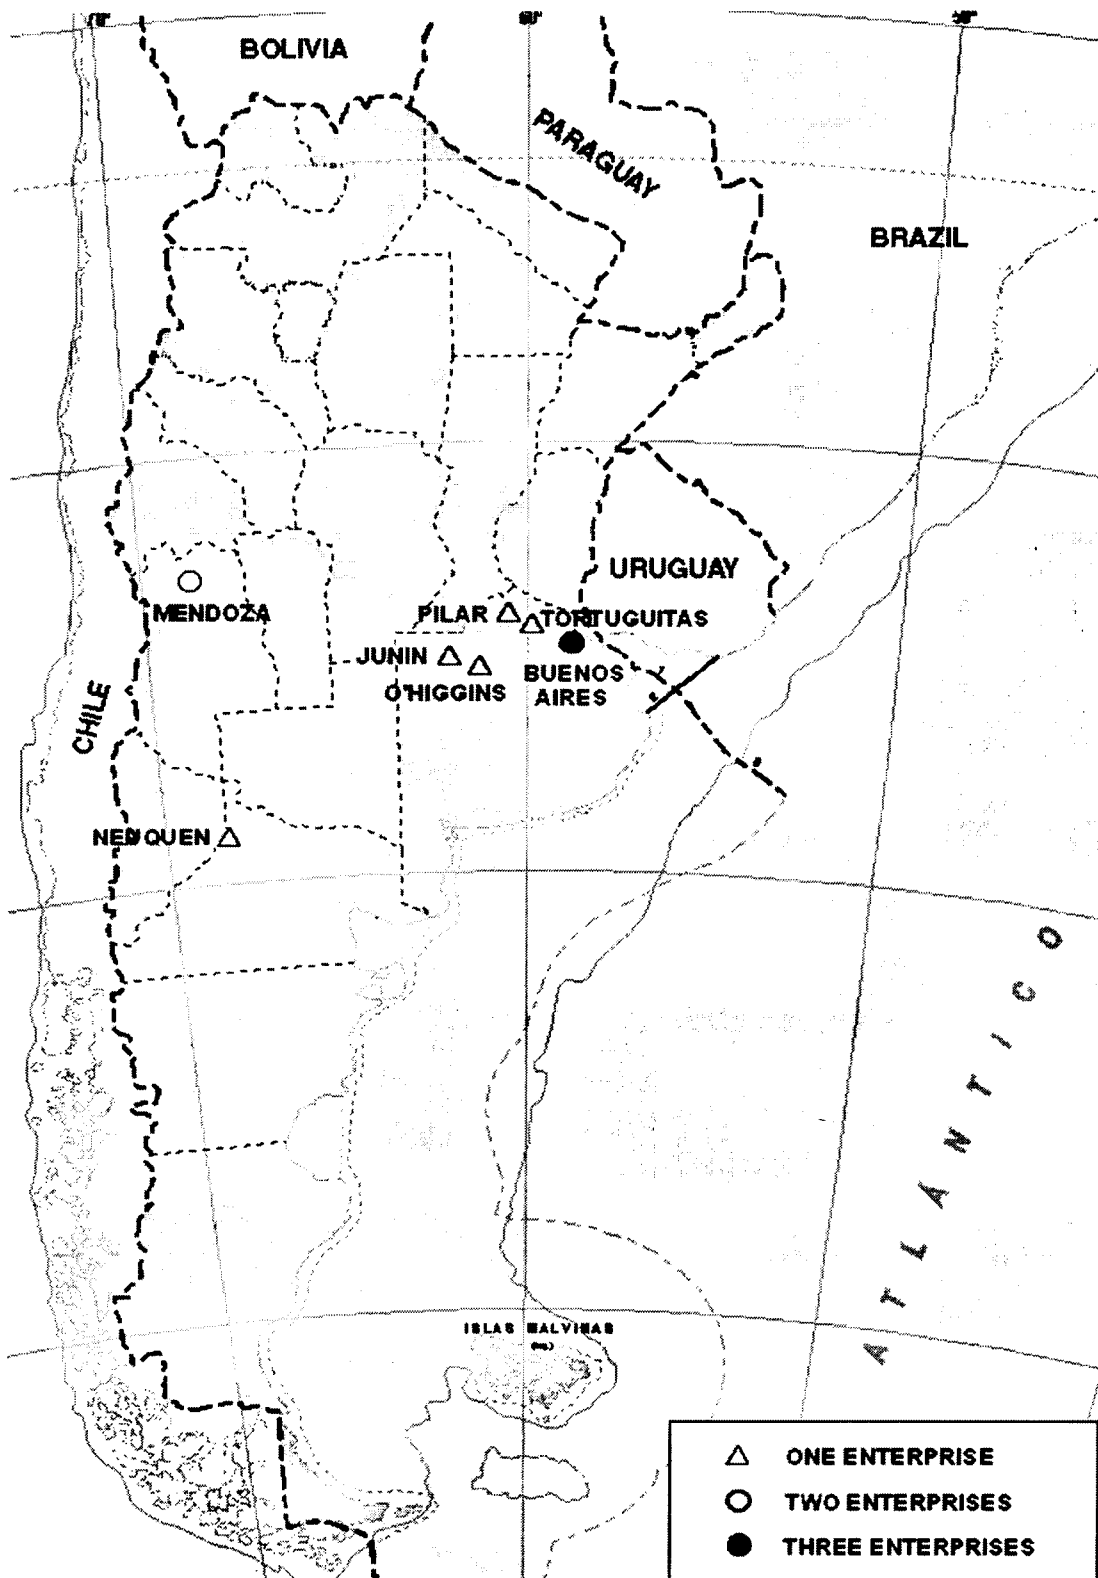 BOLIVIA
PARAGUAY
BRAZIL
URUGUAY
MENDOZA
PILAR
TORTUGUITAS
JUNIN
O'HIGGINS
BUENOS
AIRES
CHILE
NEUQUEN
ATLANTICO
ISLAS MALVINAS
ONE ENTERPRISE
TWO ENTERPRISES
THREE ENTERPRISES